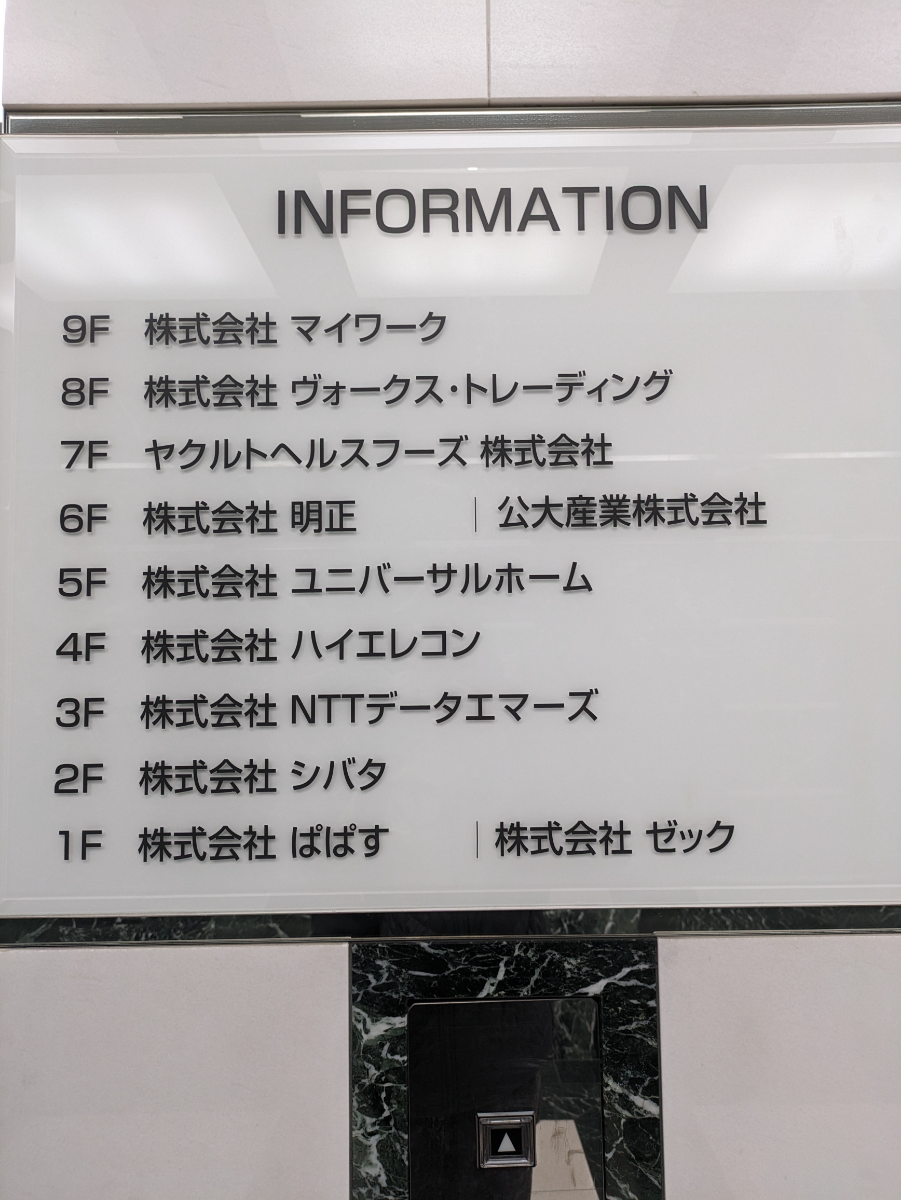 INFORMATION
9F 株式会社 マイワーク
8F 株式会社 ヴォークス・トレーディング
7F ヤクルトヘルスフーズ 株式会社
6F 株式会社 明正 | 公大産業株式会社
5F 株式会社 ユニバーサルホーム
4F 株式会社 ハイエレコン
3F 株式会社 NTTデータエマーズ
2F 株式会社 シバタ
1F 株式会社 ぱぱす | 株式会社 ゼック